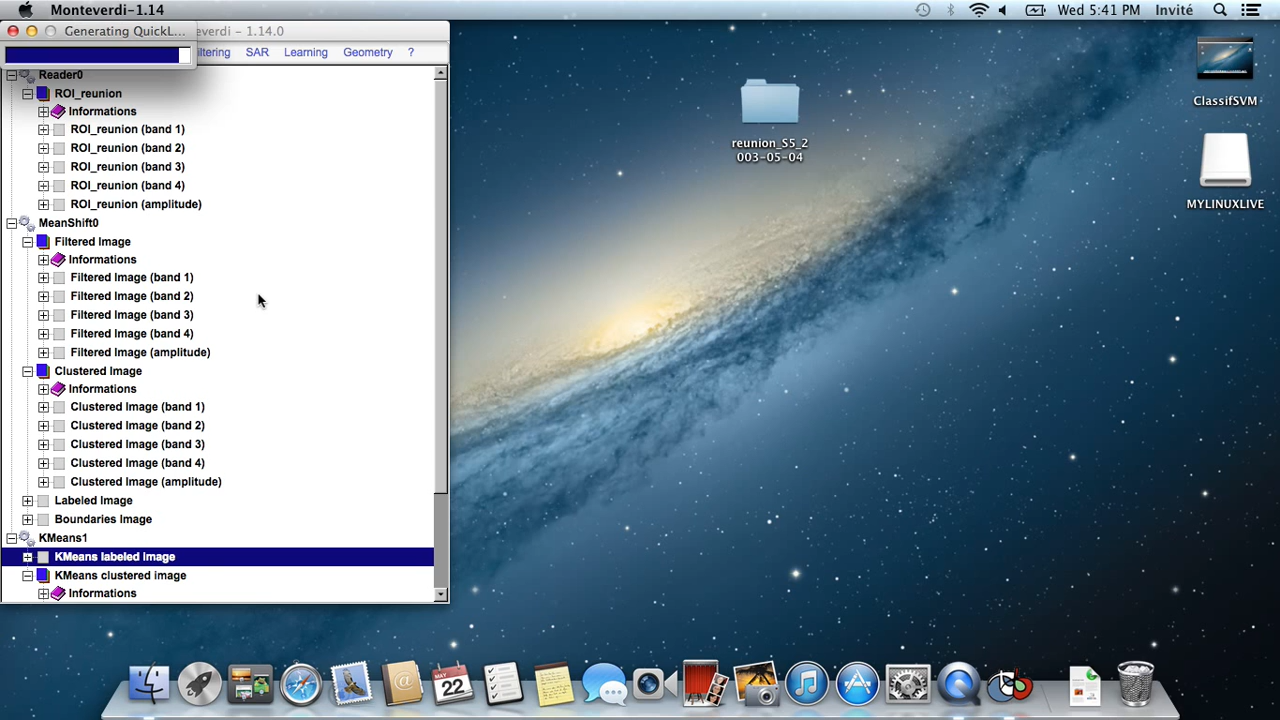 Monteverdi-1.14
Wed 5:41 PM Invité
Generating QuickL... everdi - 1.14.0
iltering SAR Learning Geometry ?
Reader0
ROI_reunion
Informations
ROI_reunion (band 1)
ROI_reunion (band 2)
ROI_reunion (band 3)
ROI_reunion (band 4)
ROI_reunion (amplitude)
MeanShift0
Filtered Image
Informations
Filtered Image (band 1)
Filtered Image (band 2)
Filtered Image (band 3)
Filtered Image (band 4)
Filtered Image (amplitude)
Clustered Image
Informations
Clustered Image (band 1)
Clustered Image (band 2)
Clustered Image (band 3)
Clustered Image (band 4)
Clustered Image (amplitude)
Labeled Image
Boundaries Image
KMeans1
KMeans labeled image
KMeans clustered image
Informations
reunion_S5_2
003-05-04
ClassifSVM
MYLINUXLIVE
MAY
22